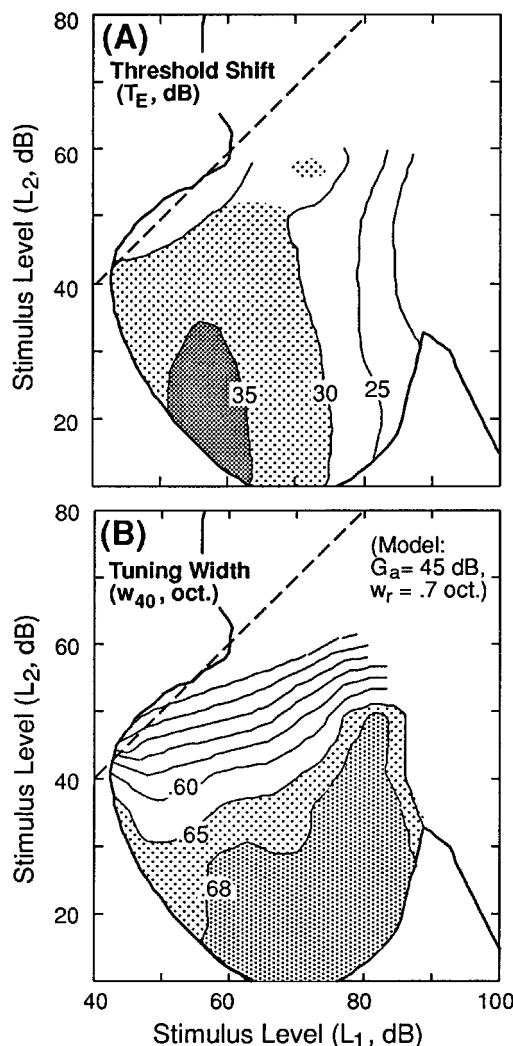 80
(A)
Threshold Shift
(T_E, dB)
60
40
20
Stimulus Level (L_2, dB)
35
30
25
80
(B)
Tuning Width
(w_40, oct.)
(Model:
G_a= 45 dB,
w_r = .7 oct.)
60
40
20
Stimulus Level (L_2, dB)
.60
.65
.68
40
60
80
100
Stimulus Level (L_1, dB)